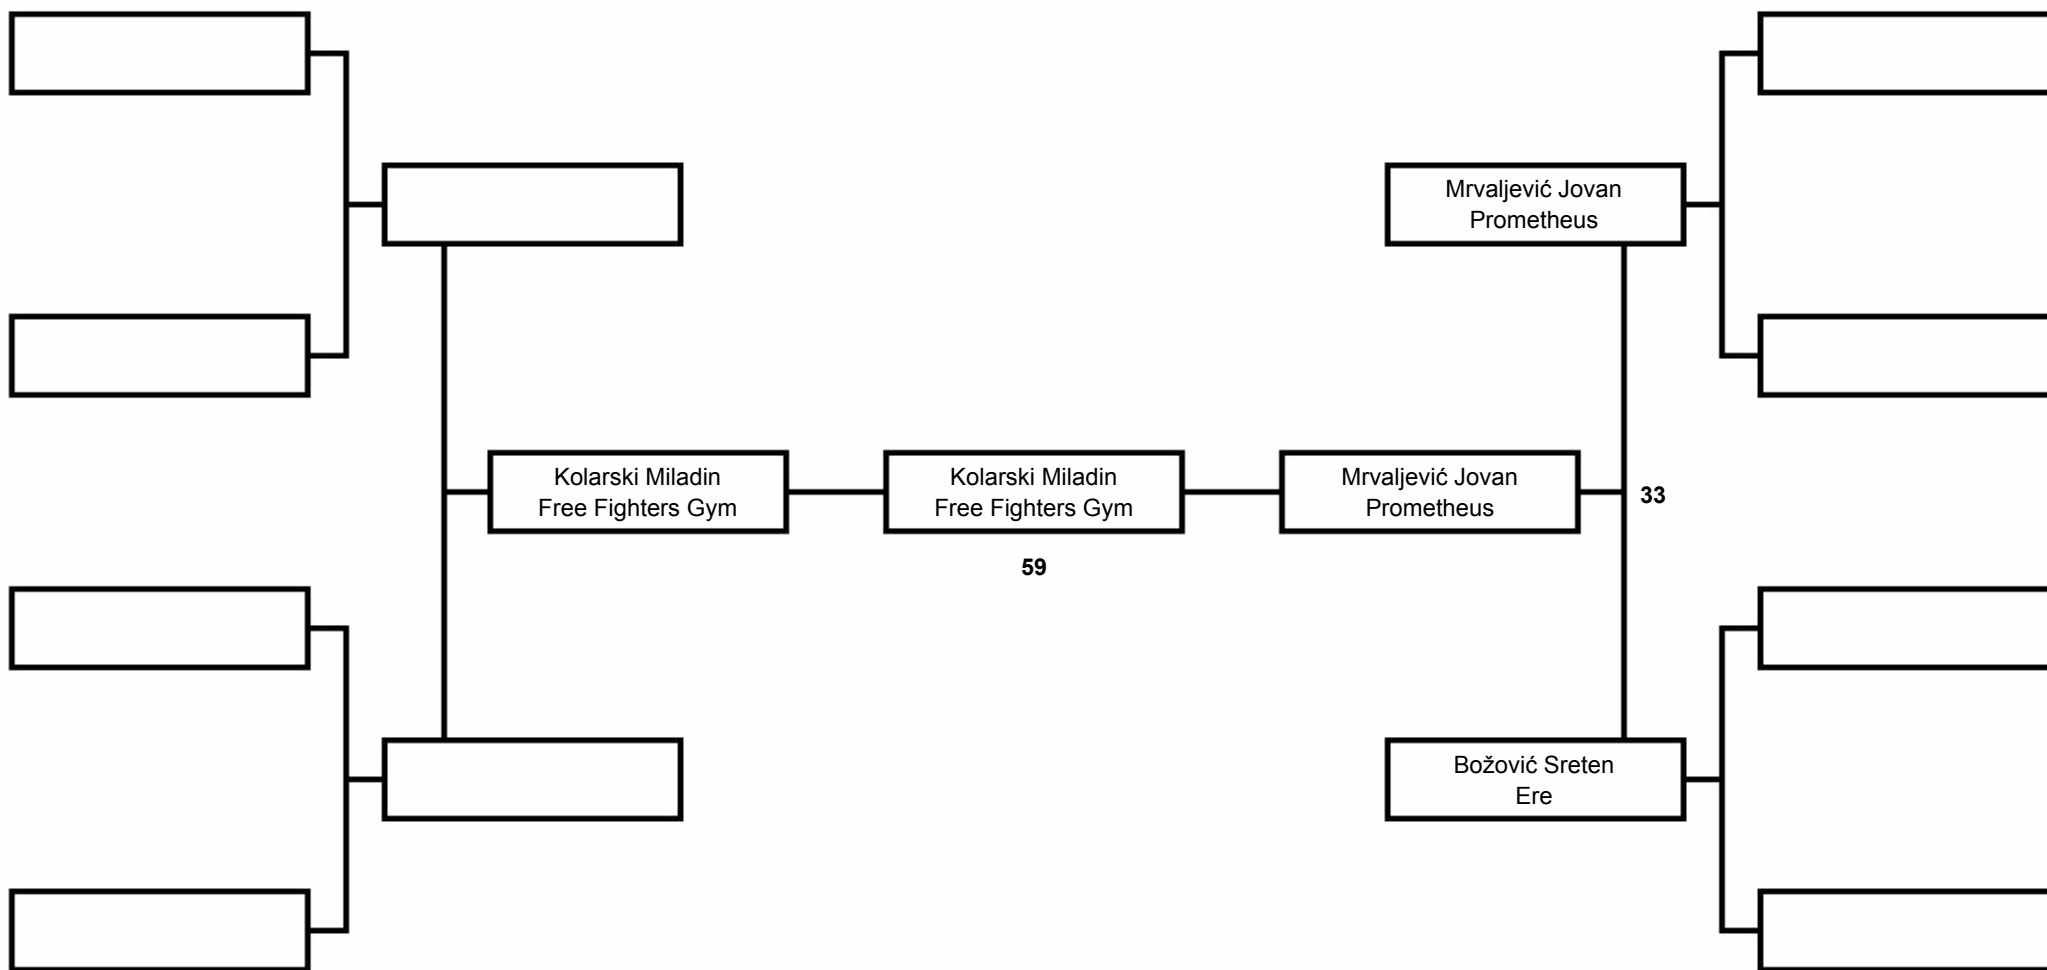 Mrvaljević Jovan
Prometheus
Kolarski Miladin
Free Fighters Gym
Kolarski Miladin
Free Fighters Gym
59
Mrvaljević Jovan
Prometheus
33
Božović Sreten
Ere